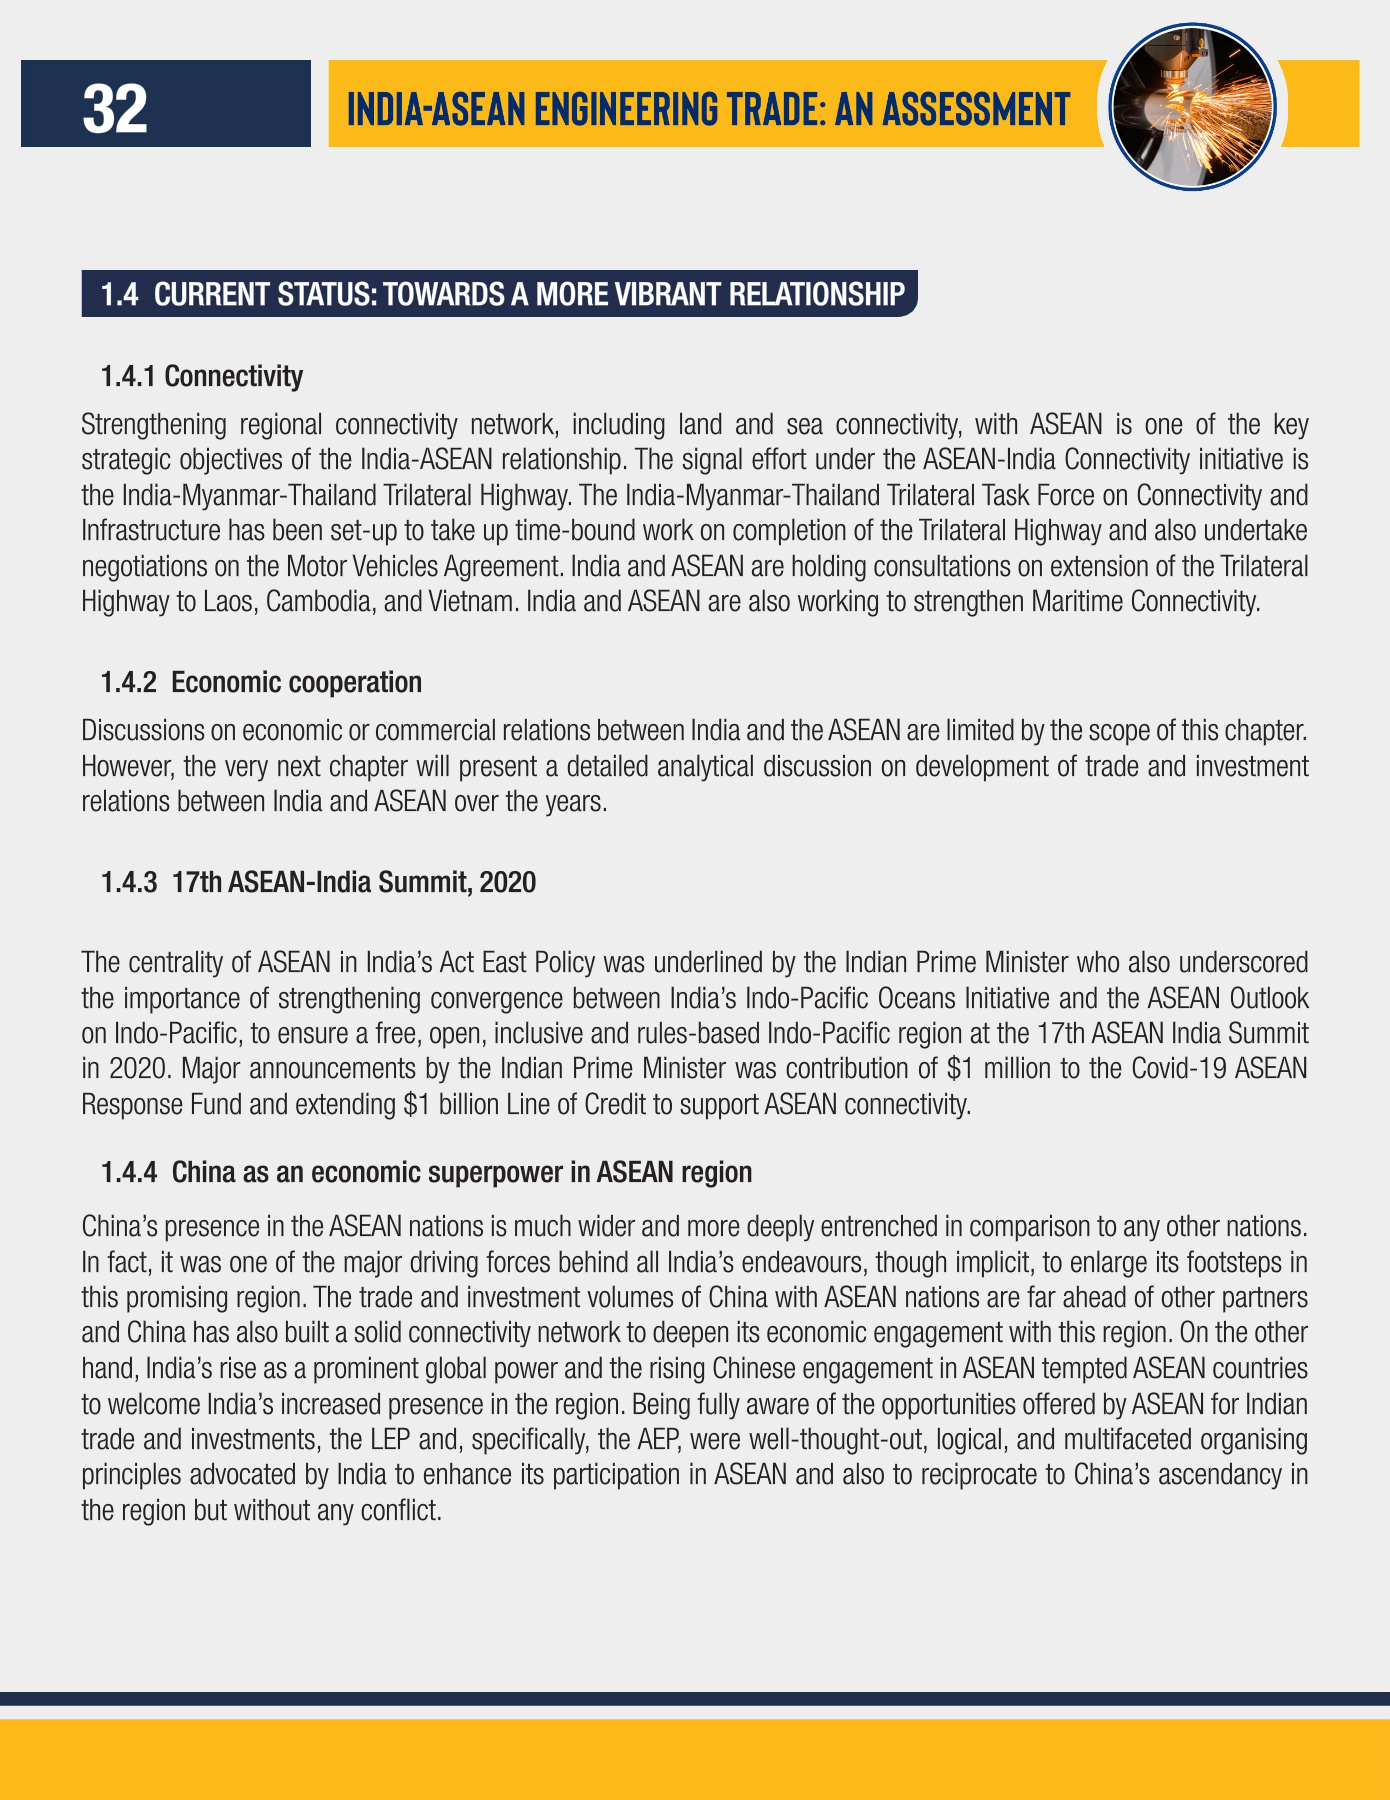 32
INDIA-ASEAN ENGINEERING TRADE: AN ASSESSMENT
1.4 CURRENT STATUS: TOWARDS A MORE VIBRANT RELATIONSHIP
1.4.1 Connectivity
Strengthening regional connectivity network, including land and sea connectivity, with ASEAN is one of the key
strategic objectives of the India-ASEAN relationship. The signal effort under the ASEAN-India Connectivity initiative is
the India-Myanmar-Thailand Trilateral Highway. The India-Myanmar-Thailand Trilateral Task Force on Connectivity and
Infrastructure has been set-up to take up time-bound work on completion of the Trilateral Highway and also undertake
negotiations on the Motor Vehicles Agreement. India and ASEAN are holding consultations on extension of the Trilateral
Highway to Laos, Cambodia, and Vietnam. India and ASEAN are also working to strengthen Maritime Connectivity.
1.4.2 Economic cooperation
Discussions on economic or commercial relations between India and the ASEAN are limited by the scope of this chapter.
However, the very next chapter will present a detailed analytical discussion on development of trade and investment
relations between India and ASEAN over the years.
1.4.3 17th ASEAN-India Summit, 2020
The centrality of ASEAN in India’s Act East Policy was underlined by the Indian Prime Minister who also underscored
the importance of strengthening convergence between India’s Indo-Pacific Oceans Initiative and the ASEAN Outlook
on Indo-Pacific, to ensure a free, open, inclusive and rules-based Indo-Pacific region at the 17th ASEAN India Summit
in 2020. Major announcements by the Indian Prime Minister was contribution of $1 million to the Covid-19 ASEAN
Response Fund and extending $1 billion Line of Credit to support ASEAN connectivity.
1.4.4 China as an economic superpower in ASEAN region
China’s presence in the ASEAN nations is much wider and more deeply entrenched in comparison to any other nations.
In fact, it was one of the major driving forces behind all India’s endeavours, though implicit, to enlarge its footsteps in
this promising region. The trade and investment volumes of China with ASEAN nations are far ahead of other partners
and China has also built a solid connectivity network to deepen its economic engagement with this region. On the other
hand, India’s rise as a prominent global power and the rising Chinese engagement in ASEAN tempted ASEAN countries
to welcome India’s increased presence in the region. Being fully aware of the opportunities offered by ASEAN for Indian
trade and investments, the LEP and, specifically, the AEP, were well-thought-out, logical, and multifaceted organising
principles advocated by India to enhance its participation in ASEAN and also to reciprocate to China’s ascendancy in
the region but without any conflict.